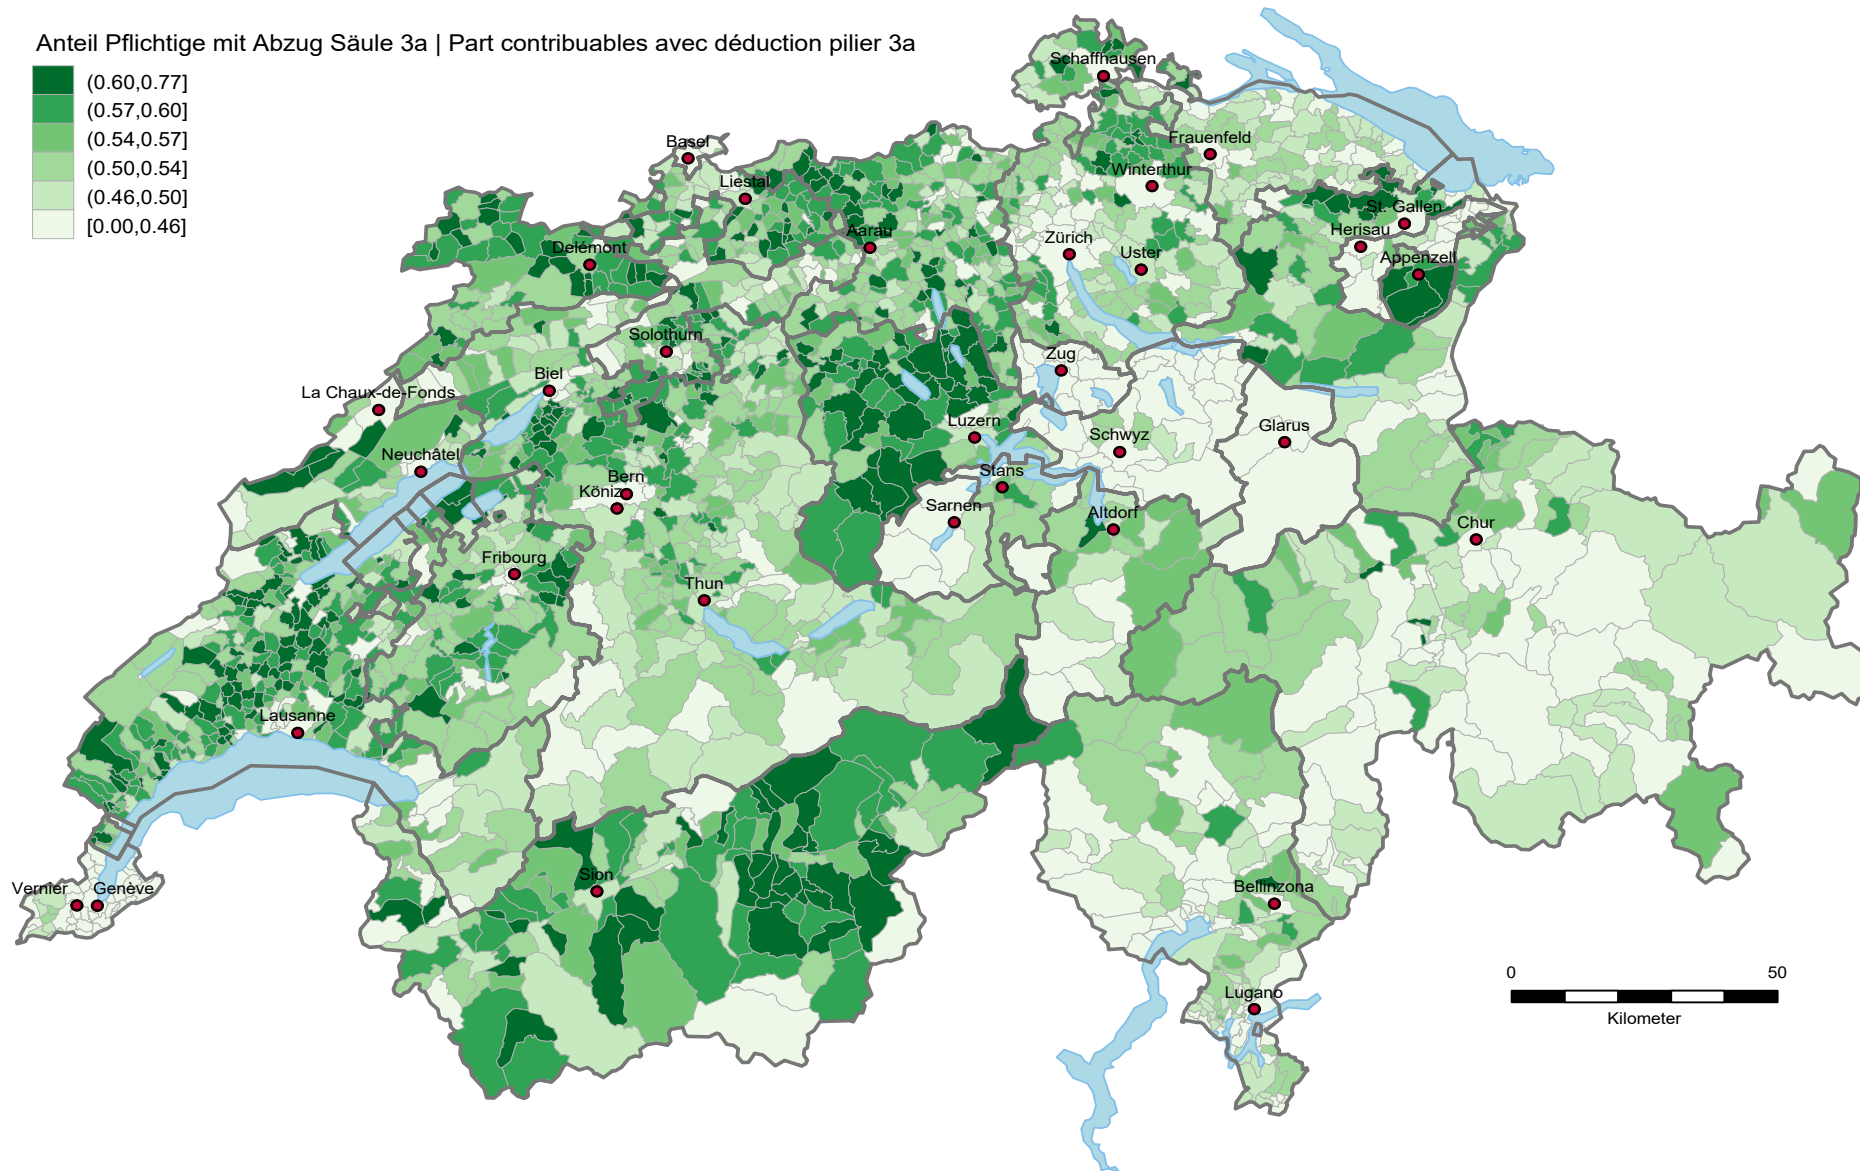 Anteil Pflichtige mit Abzug Säule 3a | Part contribuables avec déduction pilier 3a
(0.60,0.77]
(0.57,0.60]
(0.54,0.57]
(0.50,0.54]
(0.46,0.50]
[0.00,0.46]
Schaffhausen
Basel
Frauenfeld
Winterthur
Liestal
St. Gallen
Herisau
Aarau
Zürich
Delémont
Uster
Appenzell
Solothurn
Zug
Biel
La Chaux-de-Fonds
Luzern
Glarus
Schwyz
Neuchâtel
Stans
Bern
Köniz
Sarnen
Altdorf
Chur
Fribourg
Thun
Lausanne
Sion
Bellinzona
Vernier
Genève
Lugano
0 50
Kilometer